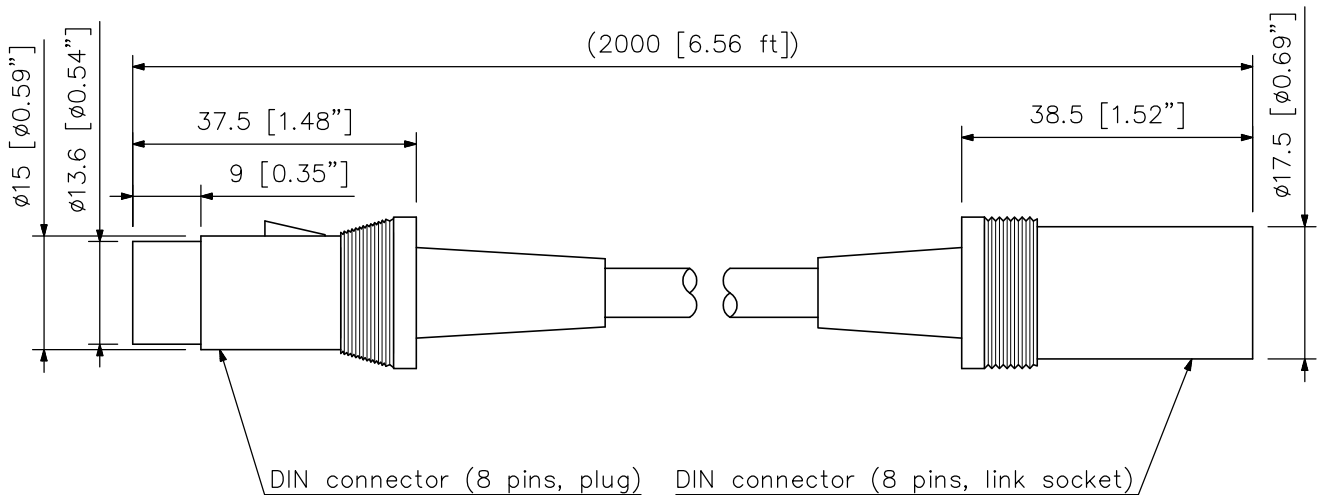 (2000 [6.56 ft])
37.5 [1.48”]
38.5 [1.52”]
9 [0.35”]
ø15 [ø0.59”]
ø13.6 [ø0.54”]
ø17.5 [ø0.69”]
DIN connector (8 pins, plug)
DIN connector (8 pins, link socket)